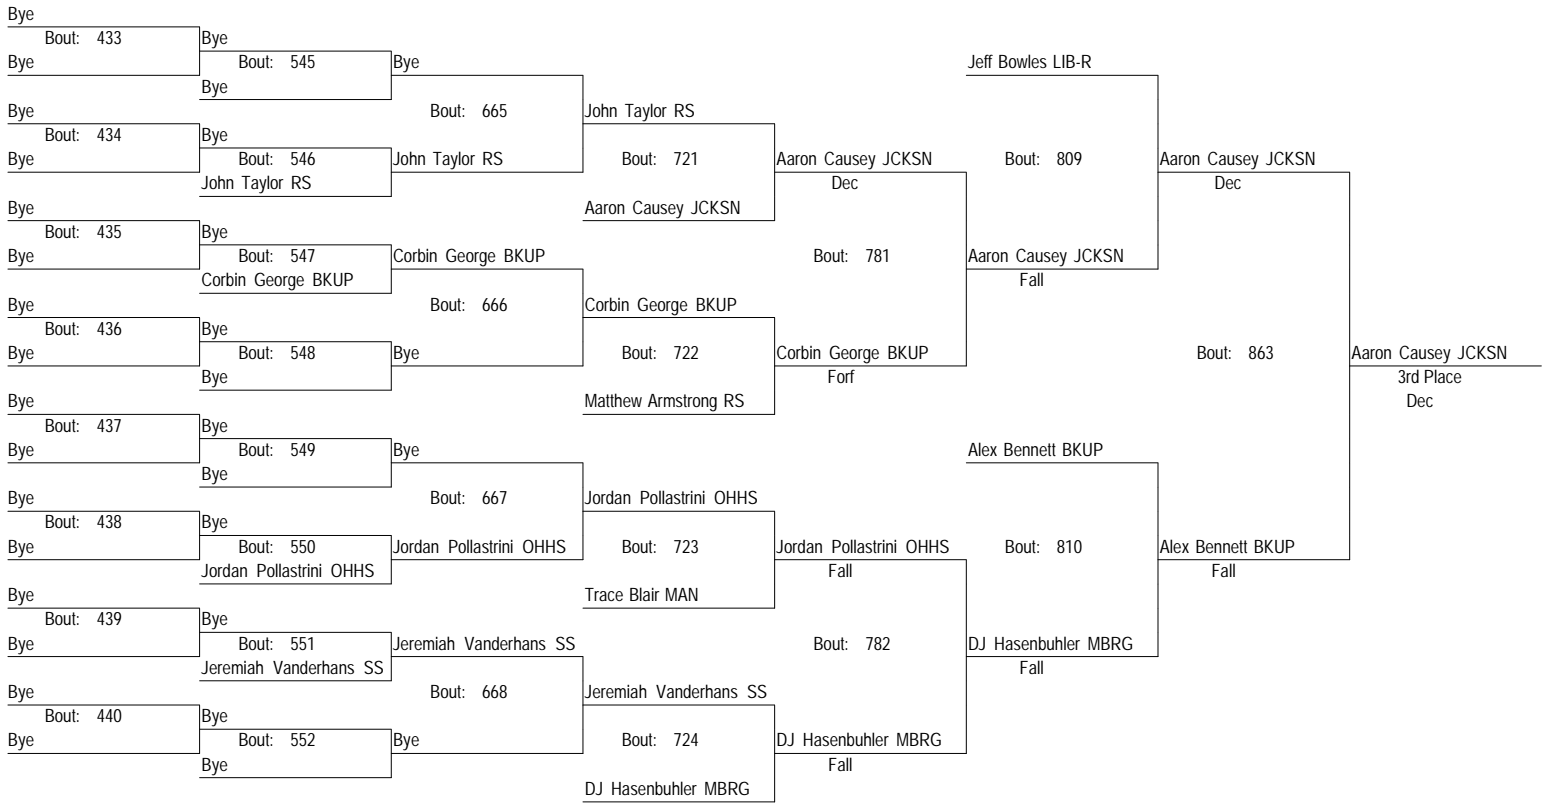 Bye
Bout: 433
Bye
Bye
Bout: 545
Bye
Bye
Bout: 434
Bye
Bye
Bout: 546
John Taylor RS
Bye
Bout: 665
John Taylor RS
Bye
Bout: 435
Bye
Bye
Bout: 547
Corbin George BKUP
Bye
Bout: 436
Bye
Bye
Bout: 548
Bye
Corbin George BKUP
Bout: 666
Bye
John Taylor RS
Bout: 721
Aaron Causey JCKSN
Corbin George BKUP
Bout: 722
Matthew Armstrong RS
Aaron Causey JCKSN
Dec
Bout: 781
Corbin George BKUP
Forf
Jeff Bowles LIB-R
Bout: 809
Aaron Causey JCKSN
Fall
Aaron Causey JCKSN
Dec
Bye
Bout: 437
Bye
Bye
Bout: 549
Bye
Bye
Bout: 438
Bye
Bye
Bout: 550
Jordan Pollastrini OHHS
Bye
Bout: 667
Jordan Pollastrini OHHS
Bye
Bout: 439
Bye
Bye
Bout: 551
Jeremiah Vanderhans SS
Bye
Bout: 440
Bye
Bye
Bout: 552
Bye
Jeremiah Vanderhans SS
Bout: 668
Bye
Jordan Pollastrini OHHS
Bout: 723
Trace Blair MAN
Jeremiah Vanderhans SS
Bout: 724
DJ Hasenbuhler MBRG
Jordan Pollastrini OHHS
Fall
Bout: 782
DJ Hasenbuhler MBRG
Fall
Alex Bennett BKUP
Bout: 810
DJ Hasenbuhler MBRG
Fall
Alex Bennett BKUP
Fall
Bout: 863
Aaron Causey JCKSN
3rd Place
Dec